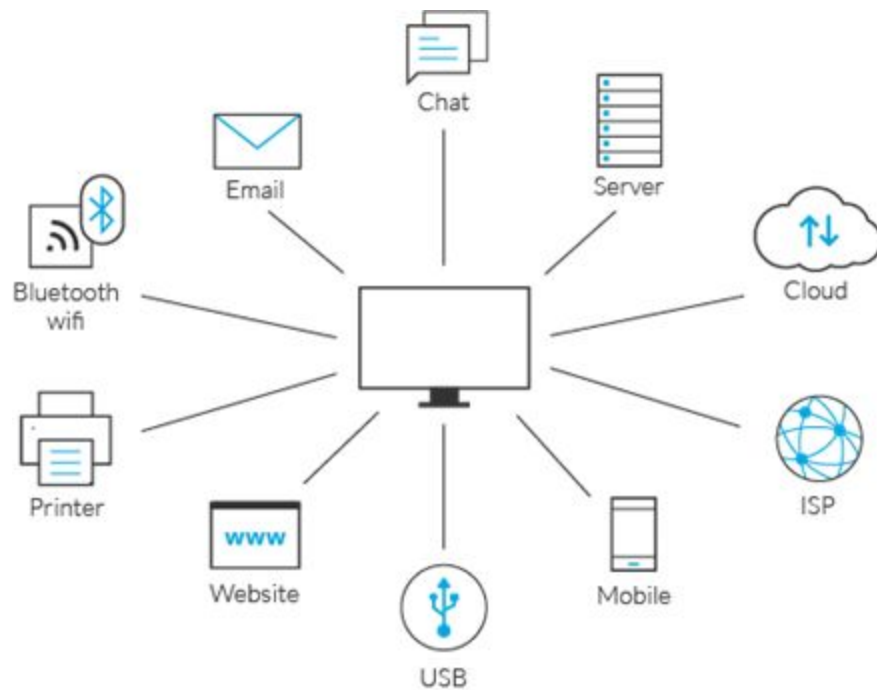 Chat
Email
Server
Bluetooth
wifi
Cloud
Printer
ISP
www
Website
Mobile
USB